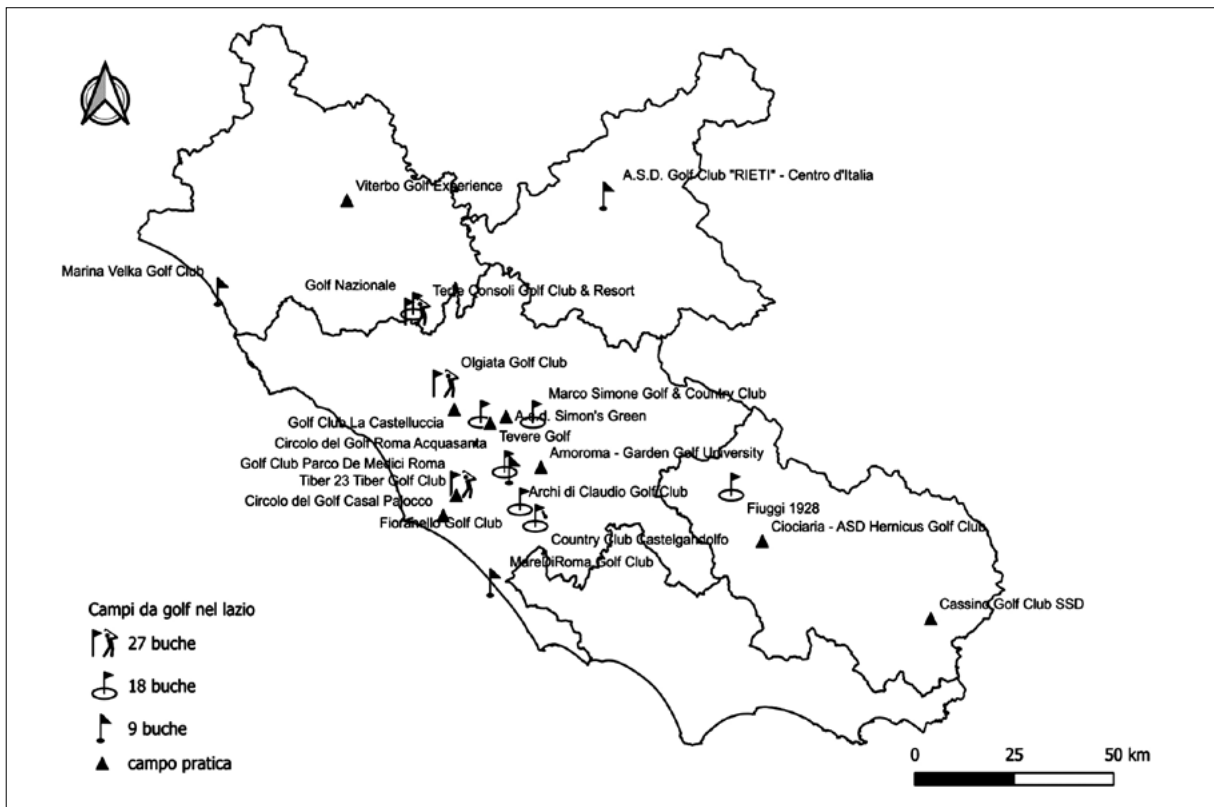 A.S.D. Golf Club "RIETI" - Centro d'Italia
Viterbo Golf Experience
Marina Velka Golf Club
Golf Nazionale
Terre Consoli Golf Club & Resort
Olgiata Golf Club
Marco Simone Golf & Country Club
Golf Club La Castelluccia
A.s.d. Simon's Green
Circolo del Golf Roma Acquasanta
Tevere Golf
Golf Club Parco De Medici Roma
Amoroma - Garden Golf University
Tiber 23 Tiber Golf Club
Archi di Claudio Golf Club
Circolo del Golf Casal Palocco
Fiuggi 1928
Fioranello Golf Club
Ciociaria - ASD Hernicus Golf Club
Country Club Castelgandolfo
MareDiRoma Golf Club
Cassino Golf Club SSD
Campi da golf nel lazio
27 buche
18 buche
9 buche
campo pratica
0 25 50 km